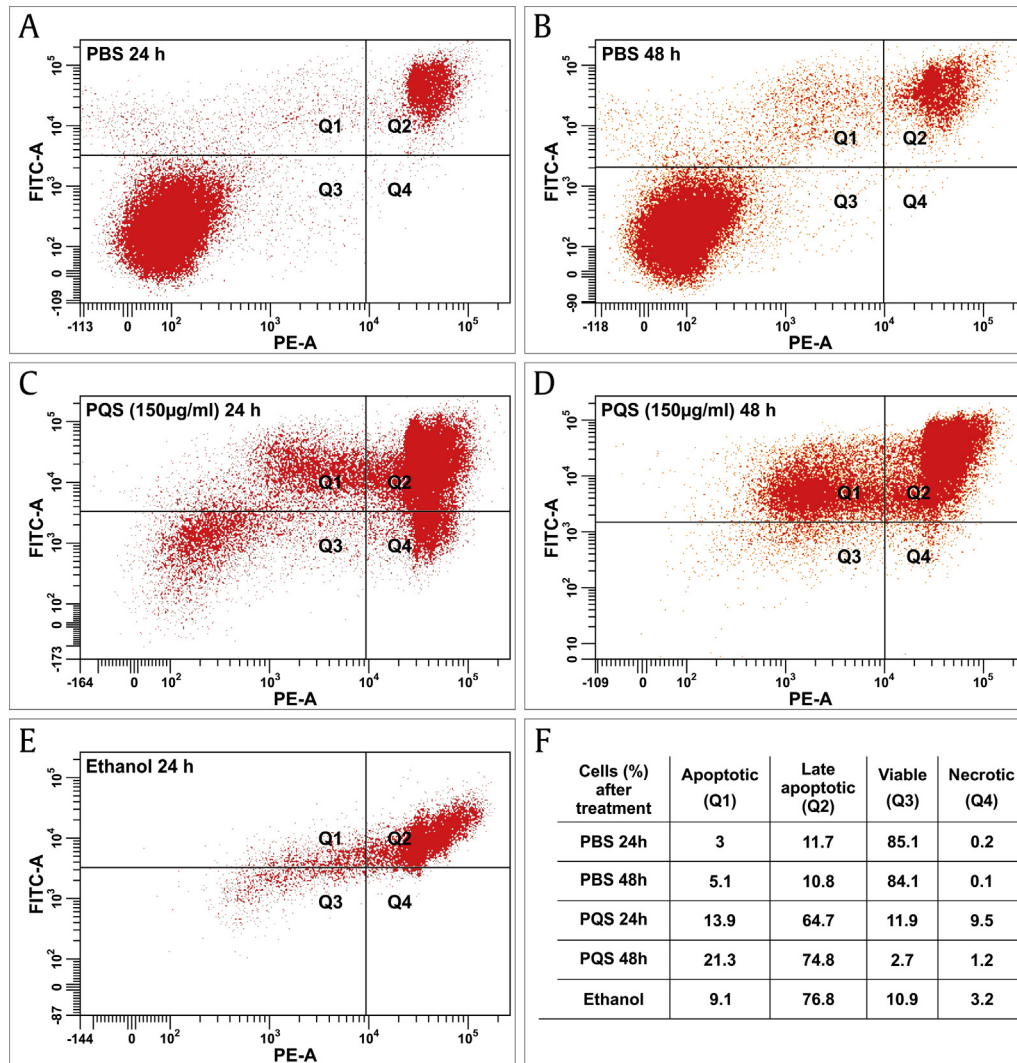 A
PBS 24 h
10⁵
10⁴
10³
10²
0
-109
FITC-A
Q1
Q2
Q3
Q4
-113
0
10²
10³
10⁴
10⁵
PE-A
B
PBS 48 h
10⁵
10⁴
10³
10²
0
-90
FITC-A
Q1
Q2
Q3
Q4
-118
0
10²
10³
10⁴
10⁵
PE-A
C
PQS (150µg/ml) 24 h
10⁵
10⁴
10³
10²
0
-173
FITC-A
Q1
Q2
Q3
Q4
-164
0
10²
10³
10⁴
10⁵
PE-A
D
PQS (150µg/ml) 48 h
10⁵
10⁴
10³
10²
10
0
FITC-A
Q1
Q2
Q3
Q4
-109
0
10²
10³
10⁴
10⁵
PE-A
E
Ethanol 24 h
10⁵
10⁴
10³
10²
0
-87
FITC-A
Q1
Q2
Q3
Q4
-144
0
10²
10³
10⁴
10⁵
PE-A
F
Cells (%) after treatment Apoptotic (Q1) Late apoptotic (Q2) Viable (Q3) Necrotic (Q4)
PBS 24h 3 11.7 85.1 0.2
PBS 48h 5.1 10.8 84.1 0.1
PQS 24h 13.9 64.7 11.9 9.5
PQS 48h 21.3 74.8 2.7 1.2
Ethanol 9.1 76.8 10.9 3.2